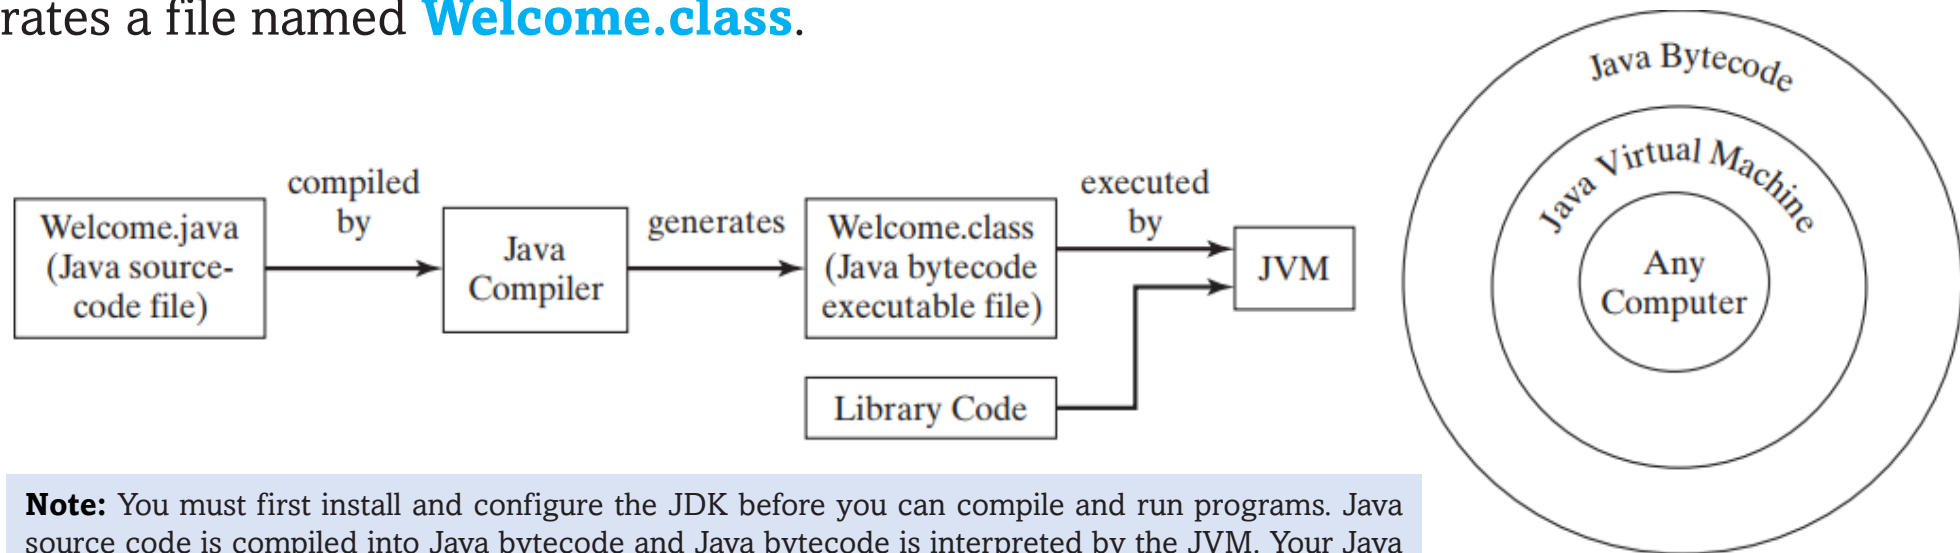 rates a file named Welcome.class.
compiled
by
Welcome.java
(Java source-
code file)
Java
Compiler
generates
Welcome.class
(Java bytecode
executable file)
executed
by
JVM
Library Code
Java Bytecode
Java Virtual Machine
Any
Computer
Note: You must first install and configure the JDK before you can compile and run programs. Java
source code is compiled into Java bytecode and Java bytecode is interpreted by the JVM. Your Java